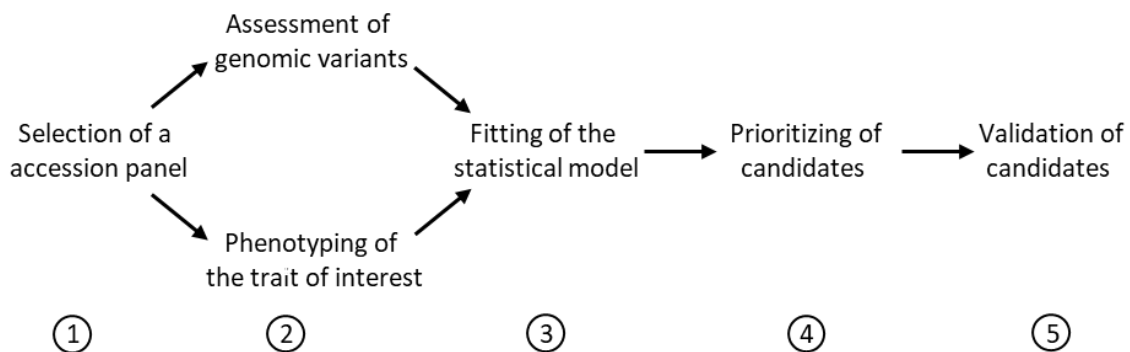 Assessment of
genomic variants
Selection of a
accession panel
Fitting of the
statistical model
Prioritizing of
candidates
Validation of
candidates
Phenotyping of
the trait of interest
1
2
3
4
5